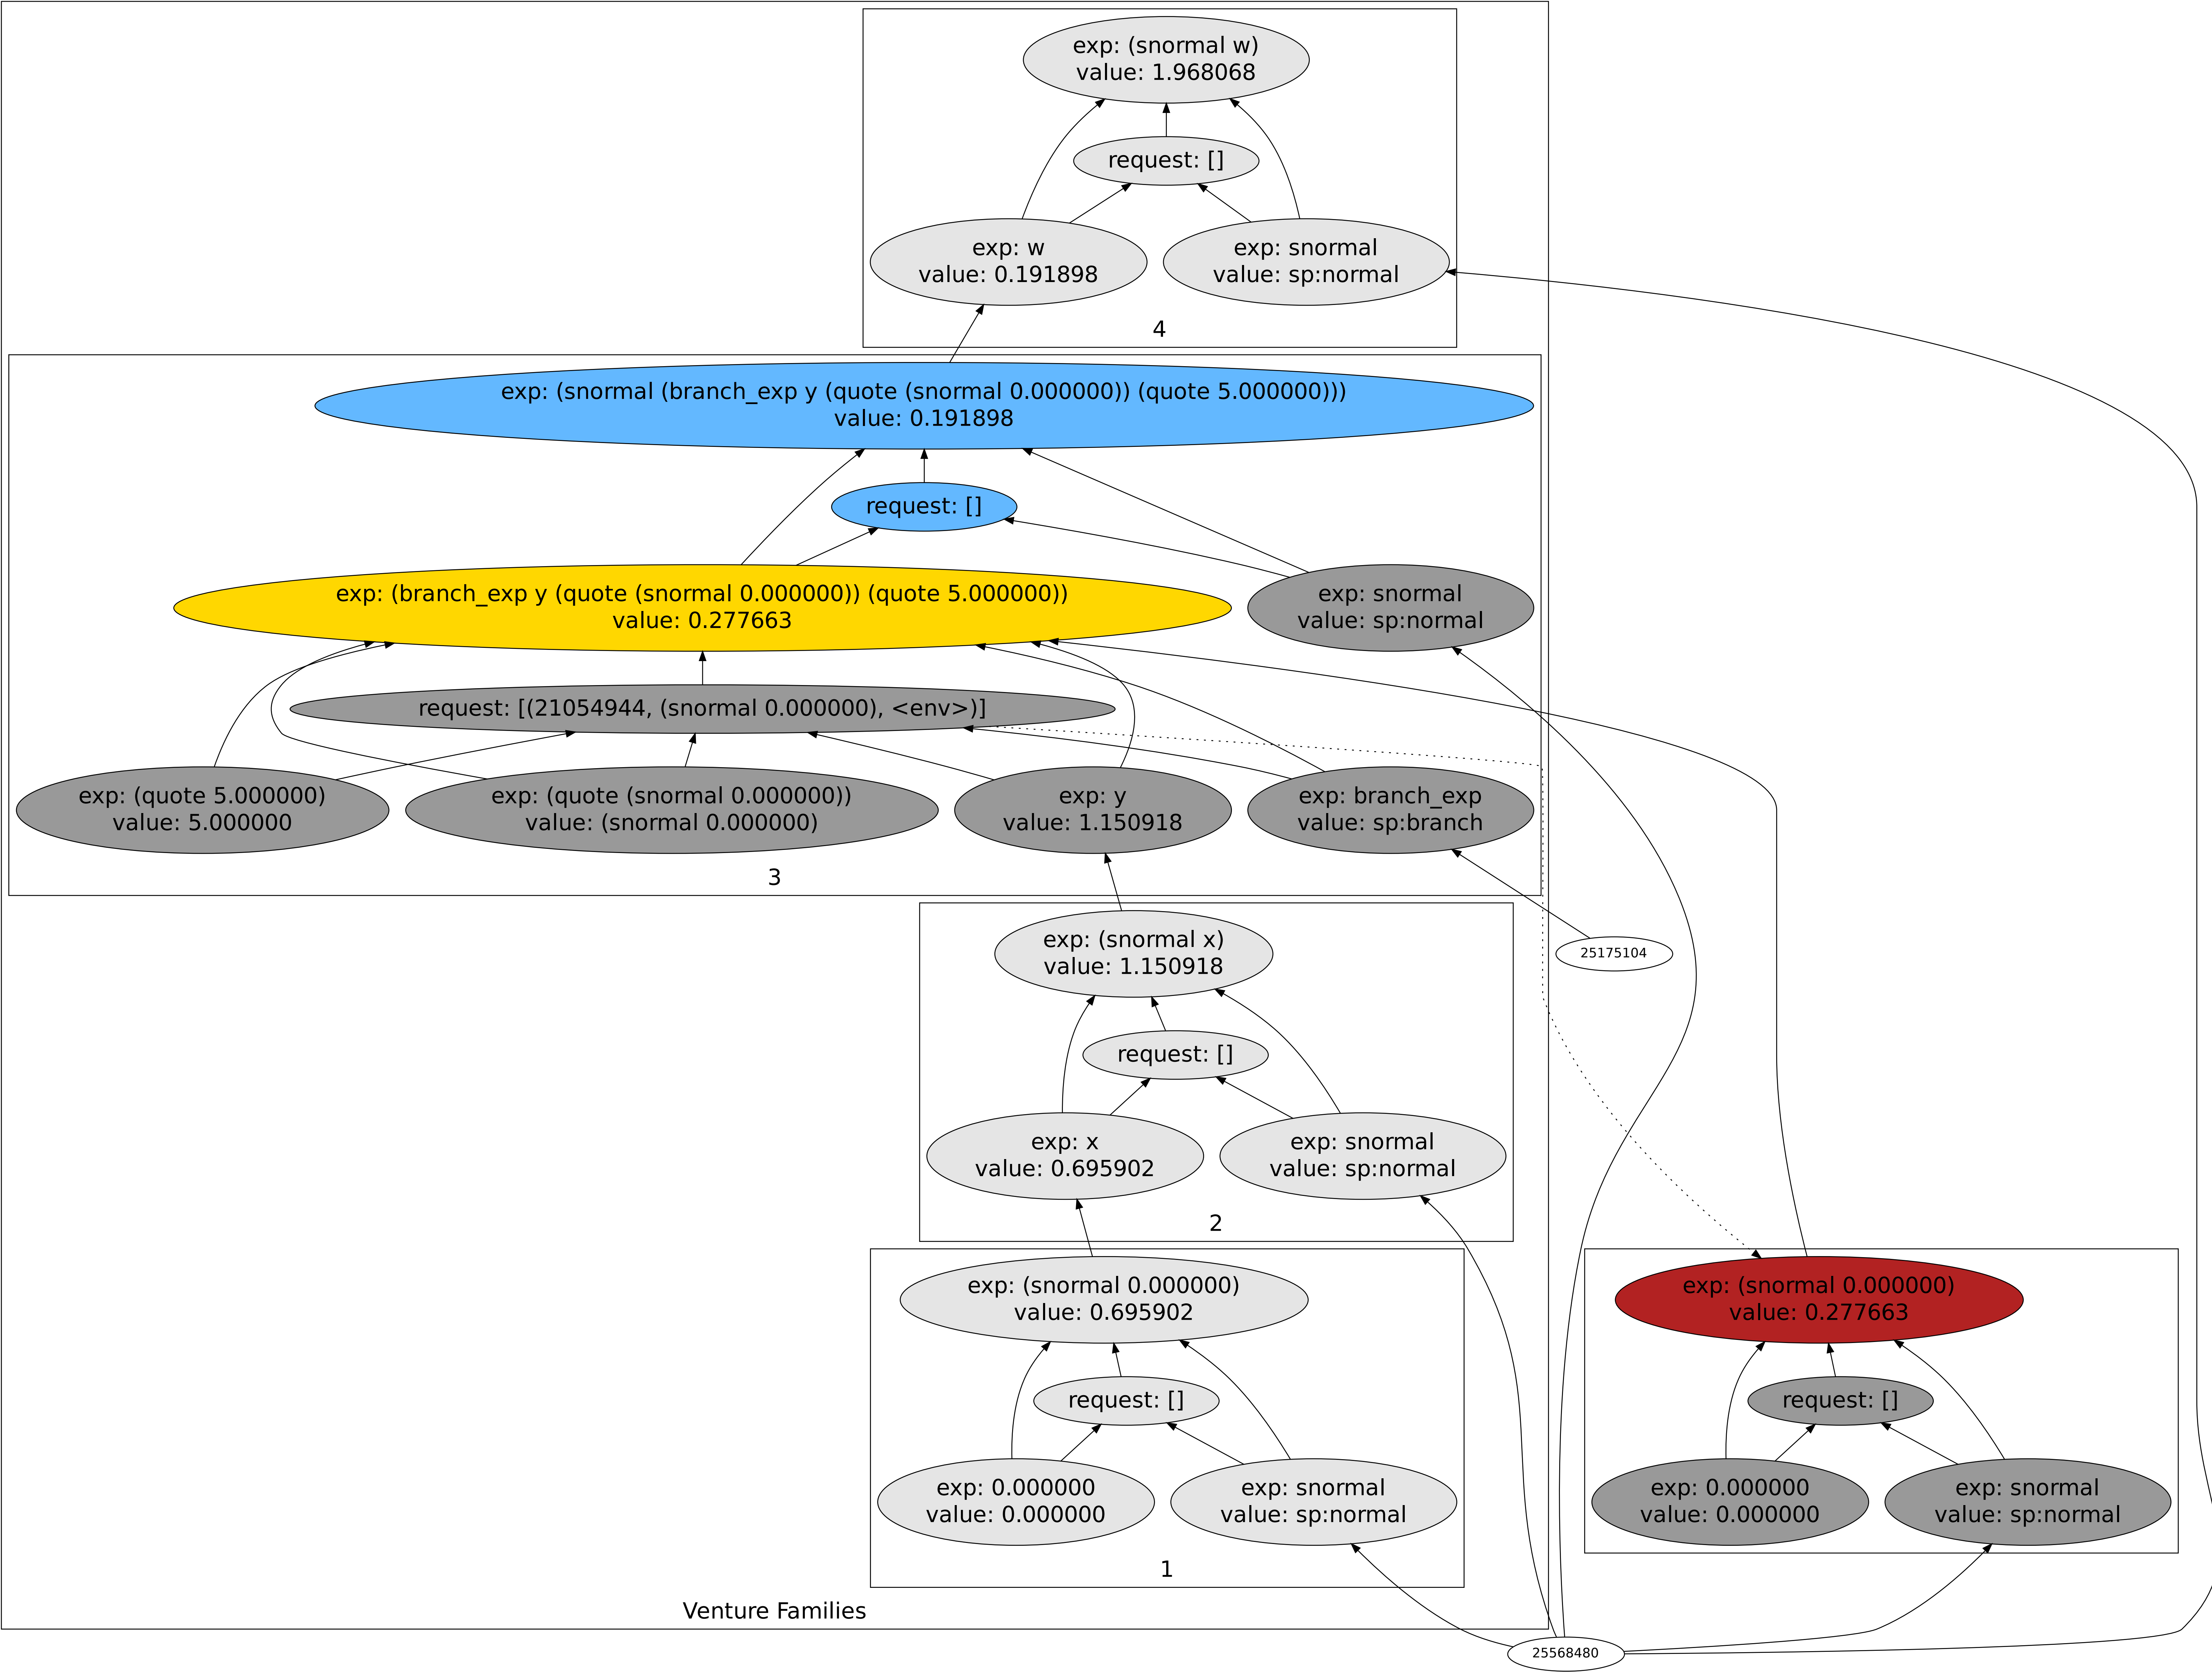 exp: (snormal w)
value: 1.968068
request: []
exp: w
value: 0.191898
exp: snormal
value: sp:normal
4
exp: (snormal (branch_exp y (quote (snormal 0.000000)) (quote 5.000000)))
value: 0.191898
request: []
exp: (branch_exp y (quote (snormal 0.000000)) (quote 5.000000))
value: 0.277663
exp: snormal
value: sp:normal
request: [(21054944, (snormal 0.000000), <env>)]
exp: (quote 5.000000)
value: 5.000000
exp: (quote (snormal 0.000000))
value: (snormal 0.000000)
exp: y
value: 1.150918
exp: branch_exp
value: sp:branch
3
exp: (snormal x)
value: 1.150918
25175104
request: []
exp: x
value: 0.695902
exp: snormal
value: sp:normal
2
exp: (snormal 0.000000)
value: 0.695902
request: []
exp: 0.000000
value: 0.000000
exp: snormal
value: sp:normal
1
exp: (snormal 0.000000)
value: 0.277663
request: []
exp: 0.000000
value: 0.000000
exp: snormal
value: sp:normal
Venture Families
25568480